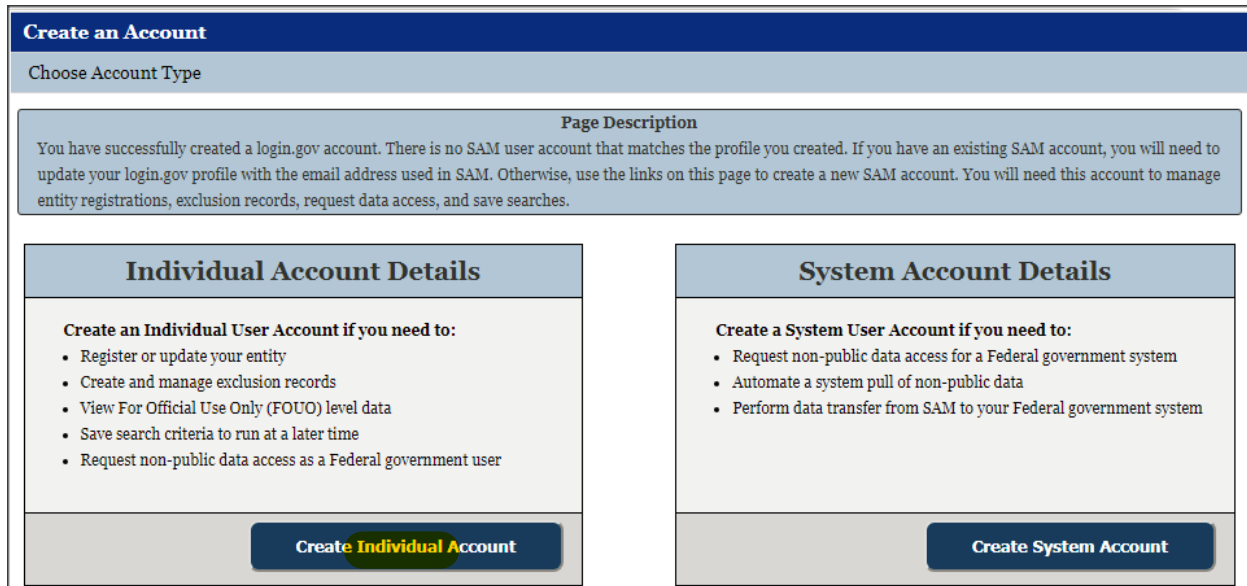 Create an Account
Choose Account Type
Page Description
You have successfully created a login.gov account. There is no SAM user account that matches the profile you created. If you have an existing SAM account, you will need to
update your login.gov profile with the email address used in SAM. Otherwise, use the links on this page to create a new SAM account. You will need this account to manage
entity registrations, exclusion records, request data access, and save searches.
Individual Account Details
Create an Individual User Account if you need to:
• Register or update your entity
• Create and manage exclusion records
• View For Official Use Only (FOUO) level data
• Save search criteria to run at a later time
• Request non-public data access as a Federal government user
Create Individual Account
System Account Details
Create a System User Account if you need to:
• Request non-public data access for a Federal government system
• Automate a system pull of non-public data
• Perform data transfer from SAM to your Federal government system
Create System Account